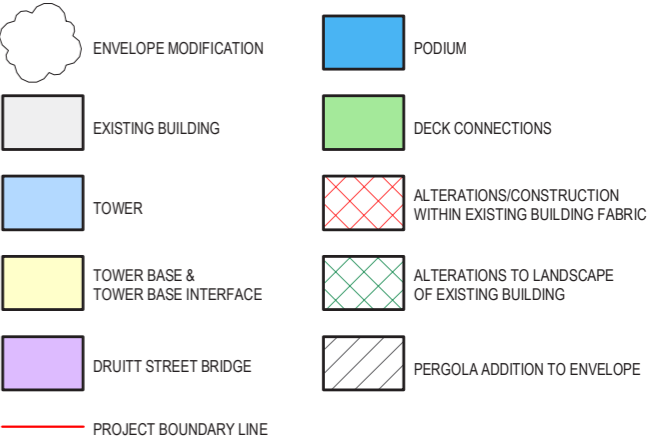 ENVELOPE MODIFICATION
EXISTING BUILDING
TOWER
TOWER BASE &
TOWER BASE INTERFACE
DRUITT STREET BRIDGE
PROJECT BOUNDARY LINE
PODIUM
DECK CONNECTIONS
ALTERATIONS/CONSTRUCTION
WITHIN EXISTING BUILDING FABRIC
ALTERATIONS TO LANDSCAPE
OF EXISTING BUILDING
PERGOLA ADDITION TO ENVELOPE